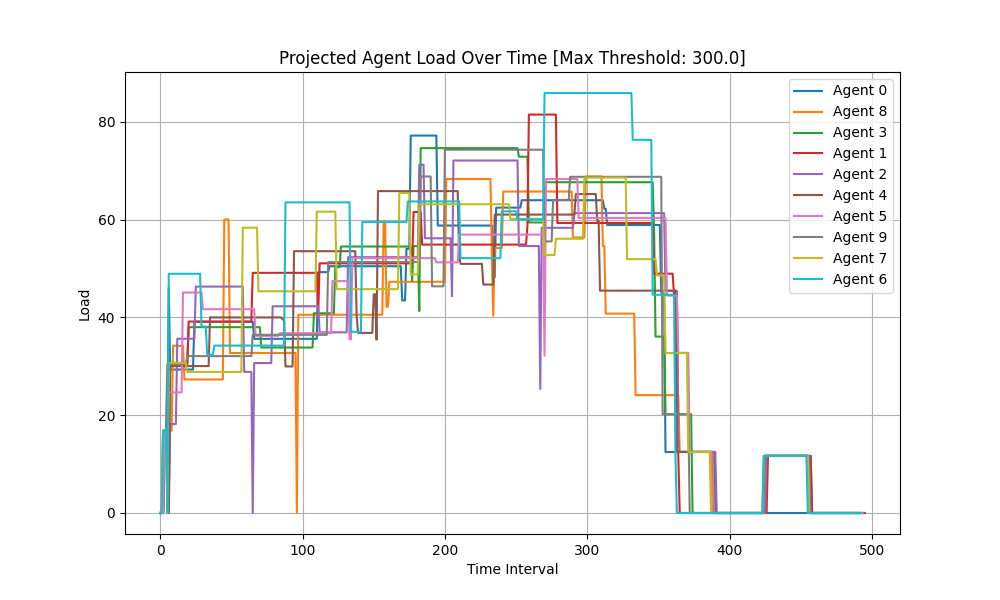 Projected Agent Load Over Time [Max Threshold: 300.0]
Load
80
60
40
20
0
0
100
200
300
400
500
Time Interval
Agent 0
Agent 8
Agent 3
Agent 1
Agent 2
Agent 4
Agent 5
Agent 9
Agent 7
Agent 6